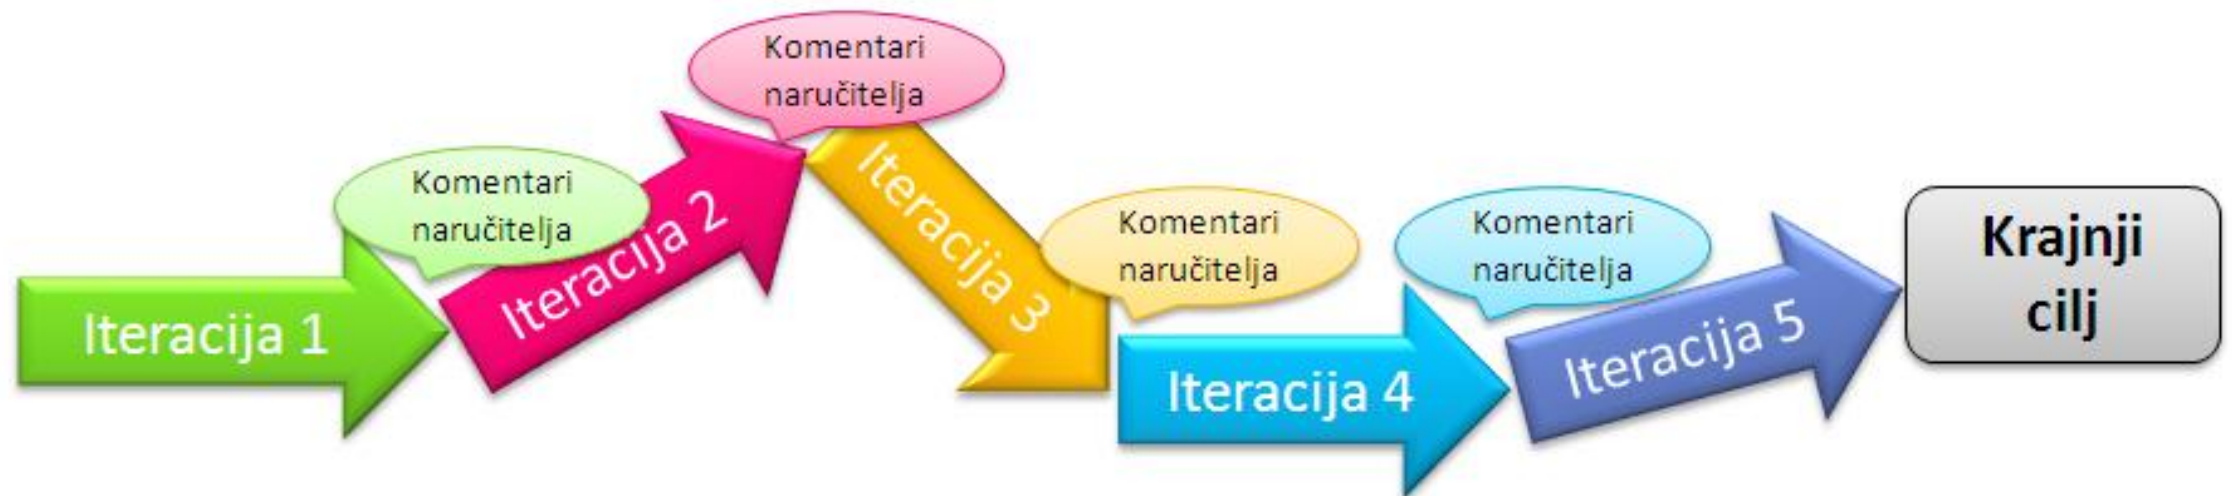 Iteracija 1
Komentari
naručitelja
Iteracija 2
Komentari
naručitelja
Iteracija 3
Komentari
naručitelja
Iteracija 4
Komentari
naručitelja
Iteracija 5
Krajnji
cilj